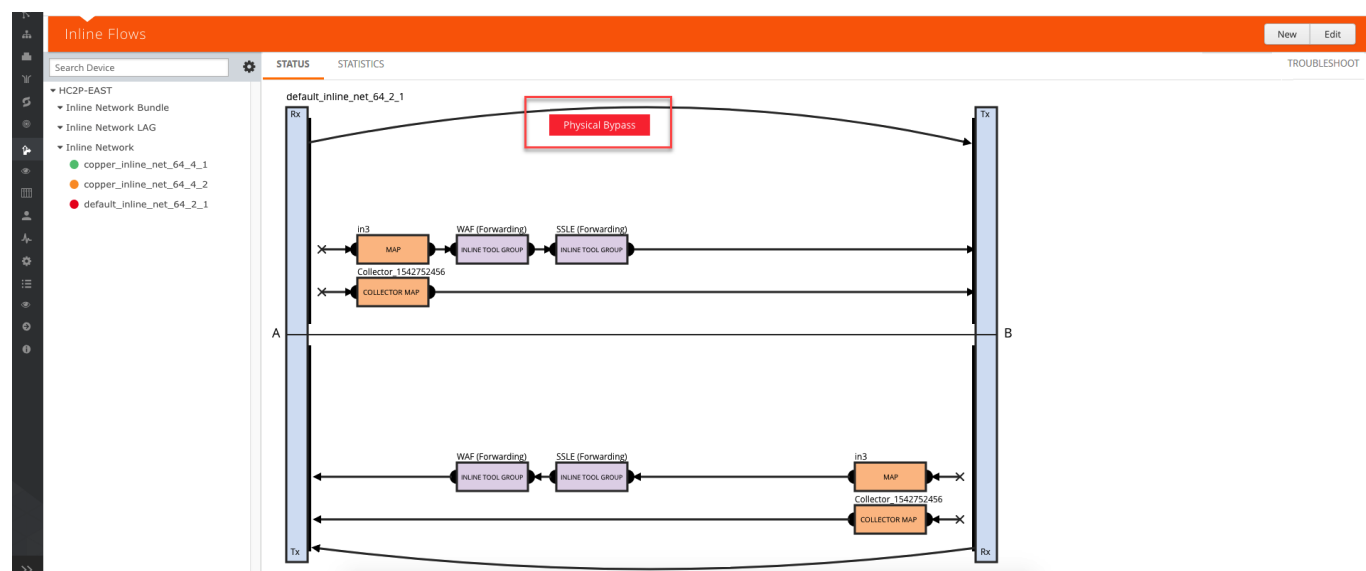 Inline Flows
New
Edit
Search Device
STATUS
STATISTICS
TROUBLESHOOT
HC2P-EAST
Inline Network Bundle
Inline Network LAG
Inline Network
copper_inline_net_64_4_1
copper_inline_net_64_4_2
default_inline_net_64_2_1
default_inline_net_64_2_1
Rx
Physical Bypass
Tx
in3
WAF (Forwarding)
SSLE (Forwarding)
MAP
INLINE TOOL GROUP
INLINE TOOL GROUP
Collector_1542752456
COLLECTOR MAP
A
B
WAF (Forwarding)
SSLE (Forwarding)
in3
INLINE TOOL GROUP
INLINE TOOL GROUP
MAP
Collector_1542752456
COLLECTOR MAP
Tx
Rx